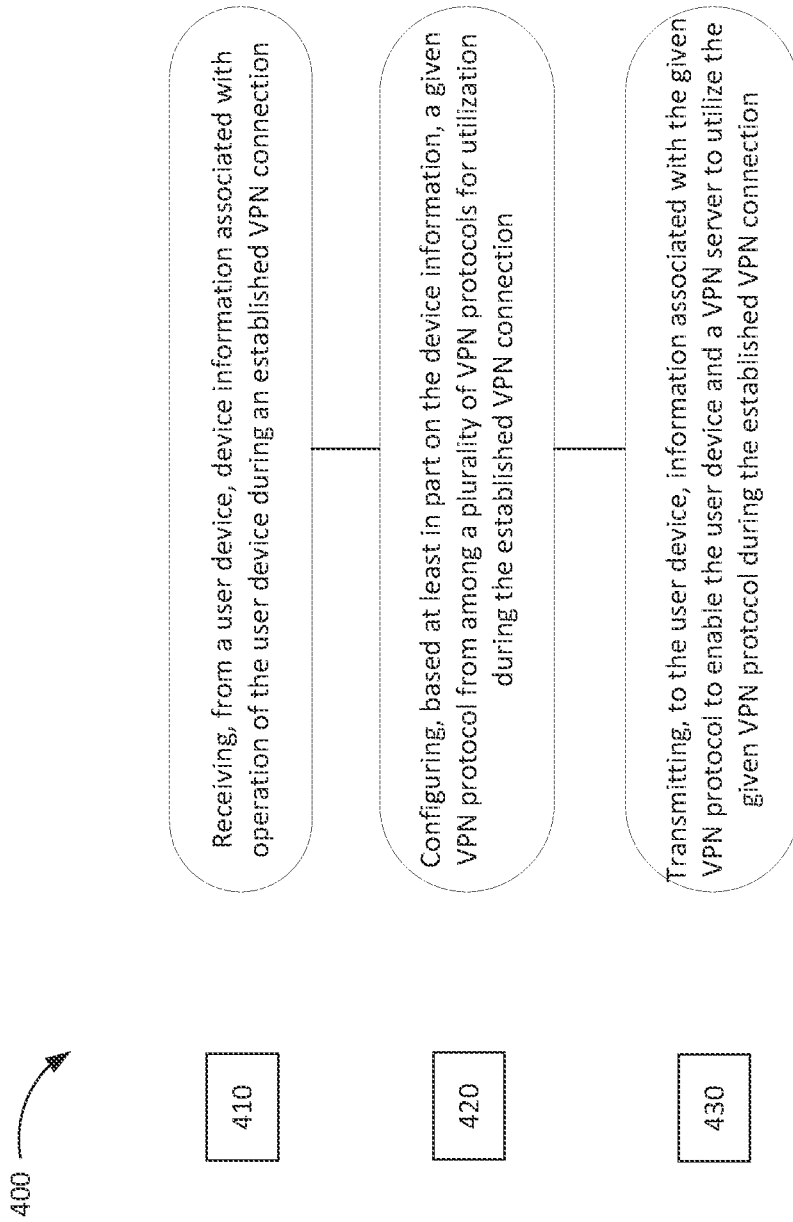 400
410
Receiving, from a user device, device information associated with
operation of the user device during an established VPN connection
420
Configuring, based at least in part on the device information, a given
VPN protocol from among a plurality of VPN protocols for utilization
during the established VPN connection
430
Transmitting, to the user device, information associated with the given
VPN protocol to enable the user device and a VPN server to utilize the
given VPN protocol during the established VPN connection